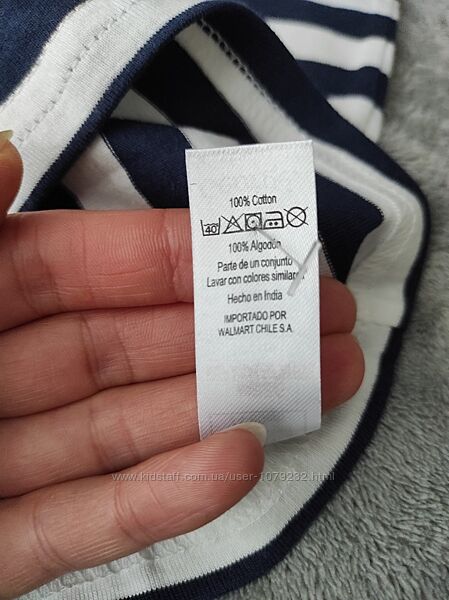 100% Cotton
40°
100% Algodón
Parte de un conjunto
Lavar con colores similares
Hecho en India
IMPORTADO POR
WALMART CHILE S.A.
www.kidstaff.com.ua/user-1079232.html